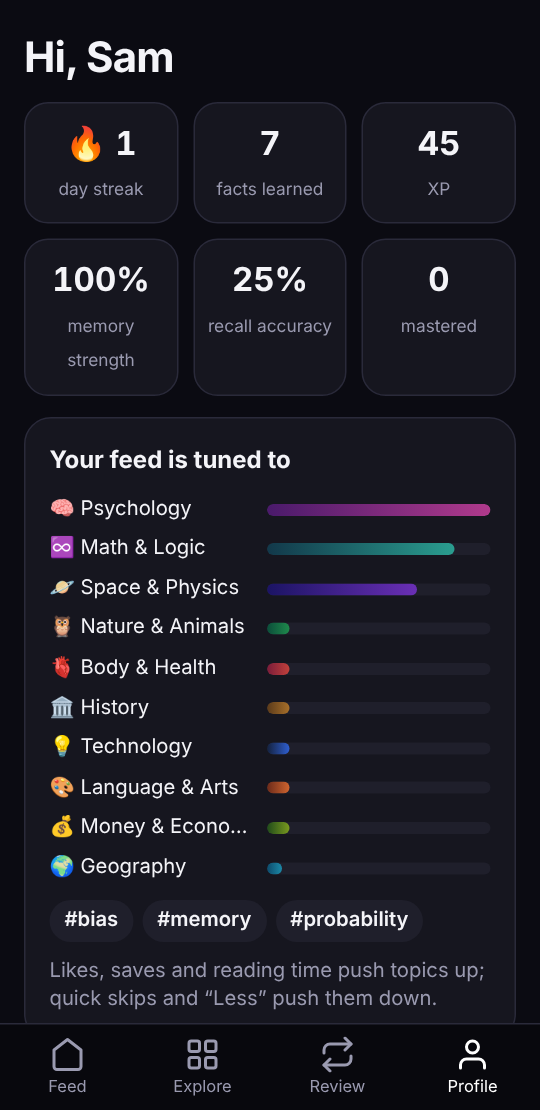 Hi, Sam
🔥 1
day streak
7
facts learned
45
XP
100%
memory
strength
25%
recall accuracy
0
mastered
Your feed is tuned to
🧠 Psychology
♾️ Math & Logic
🪐 Space & Physics
🦉 Nature & Animals
🫀 Body & Health
🏛️ History
💡 Technology
🎨 Language & Arts
💰 Money & Econo...
🌍 Geography
#bias #memory #probability
Likes, saves and reading time push topics up;
quick skips and “Less” push them down.
Feed Explore Review Profile